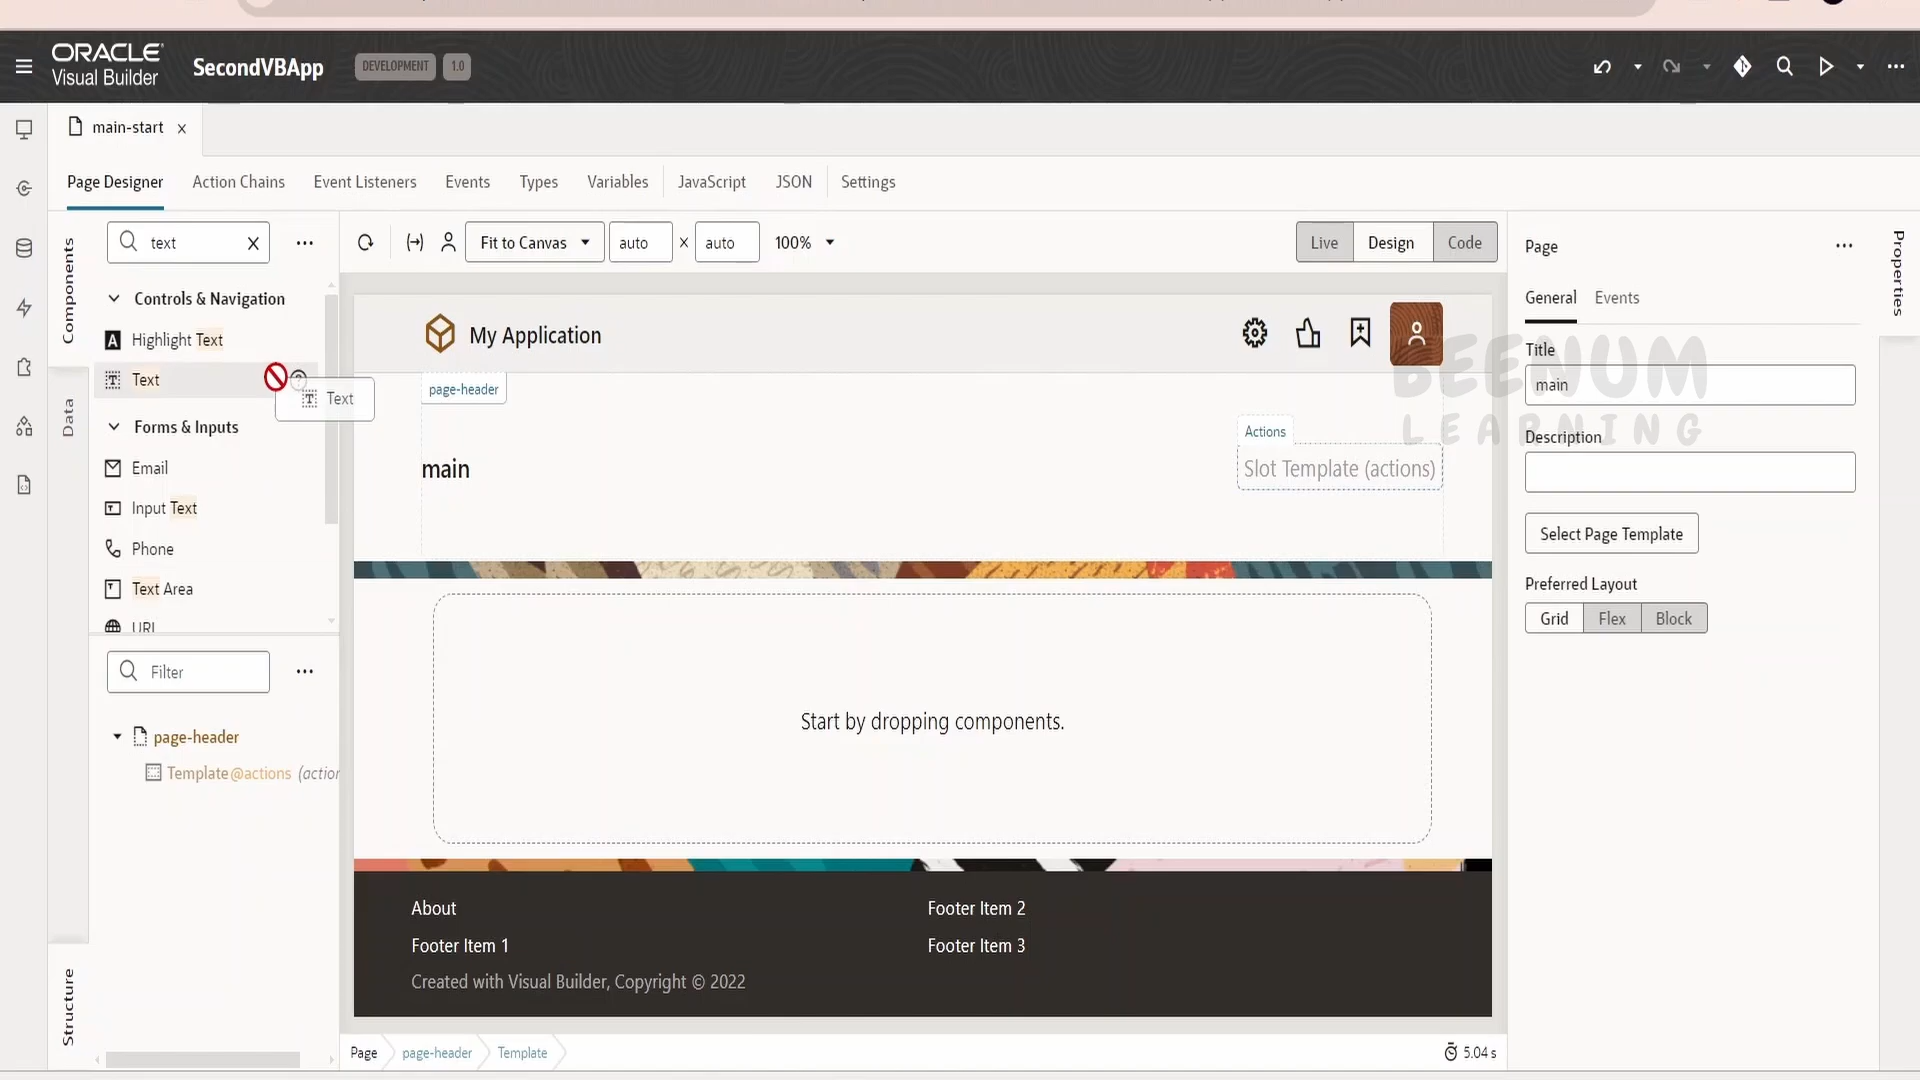 ORACLE
Visual Builder
SecondVBApp
DEVELOPMENT
1.0
main-start
Page Designer
Action Chains
Event Listeners
Events
Types
Variables
JavaScript
JSON
Settings
Components
text
Fit to Canvas
auto
×
auto
100%
Live
Design
Code
Page
Properties
Controls & Navigation
Highlight Text
Text
Text
Forms & Inputs
Email
Input Text
Phone
Text Area
URL
Data
My Application
page-header
main
Actions
Slot Template (actions)
Start by dropping components.
General
Events
Title
main
Description
Select Page Template
Preferred Layout
Grid
Flex
Block
BEENUM
LEARNING
Filter
page-header
Template@actions (action
Structure
About
Footer Item 2
Footer Item 1
Footer Item 3
Created with Visual Builder, Copyright © 2022
Page
page-header
Template
5.04 s